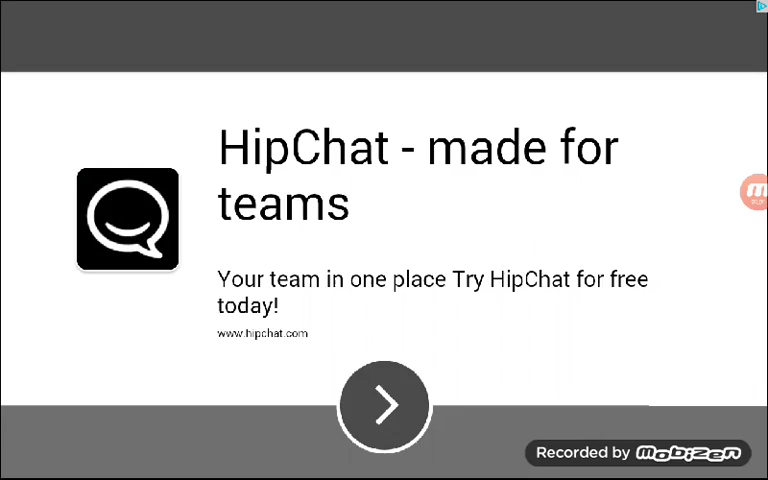 HipChat - made for
teams
Your team in one place Try HipChat for free
today!
www.hipchat.com
Recorded by mobizen